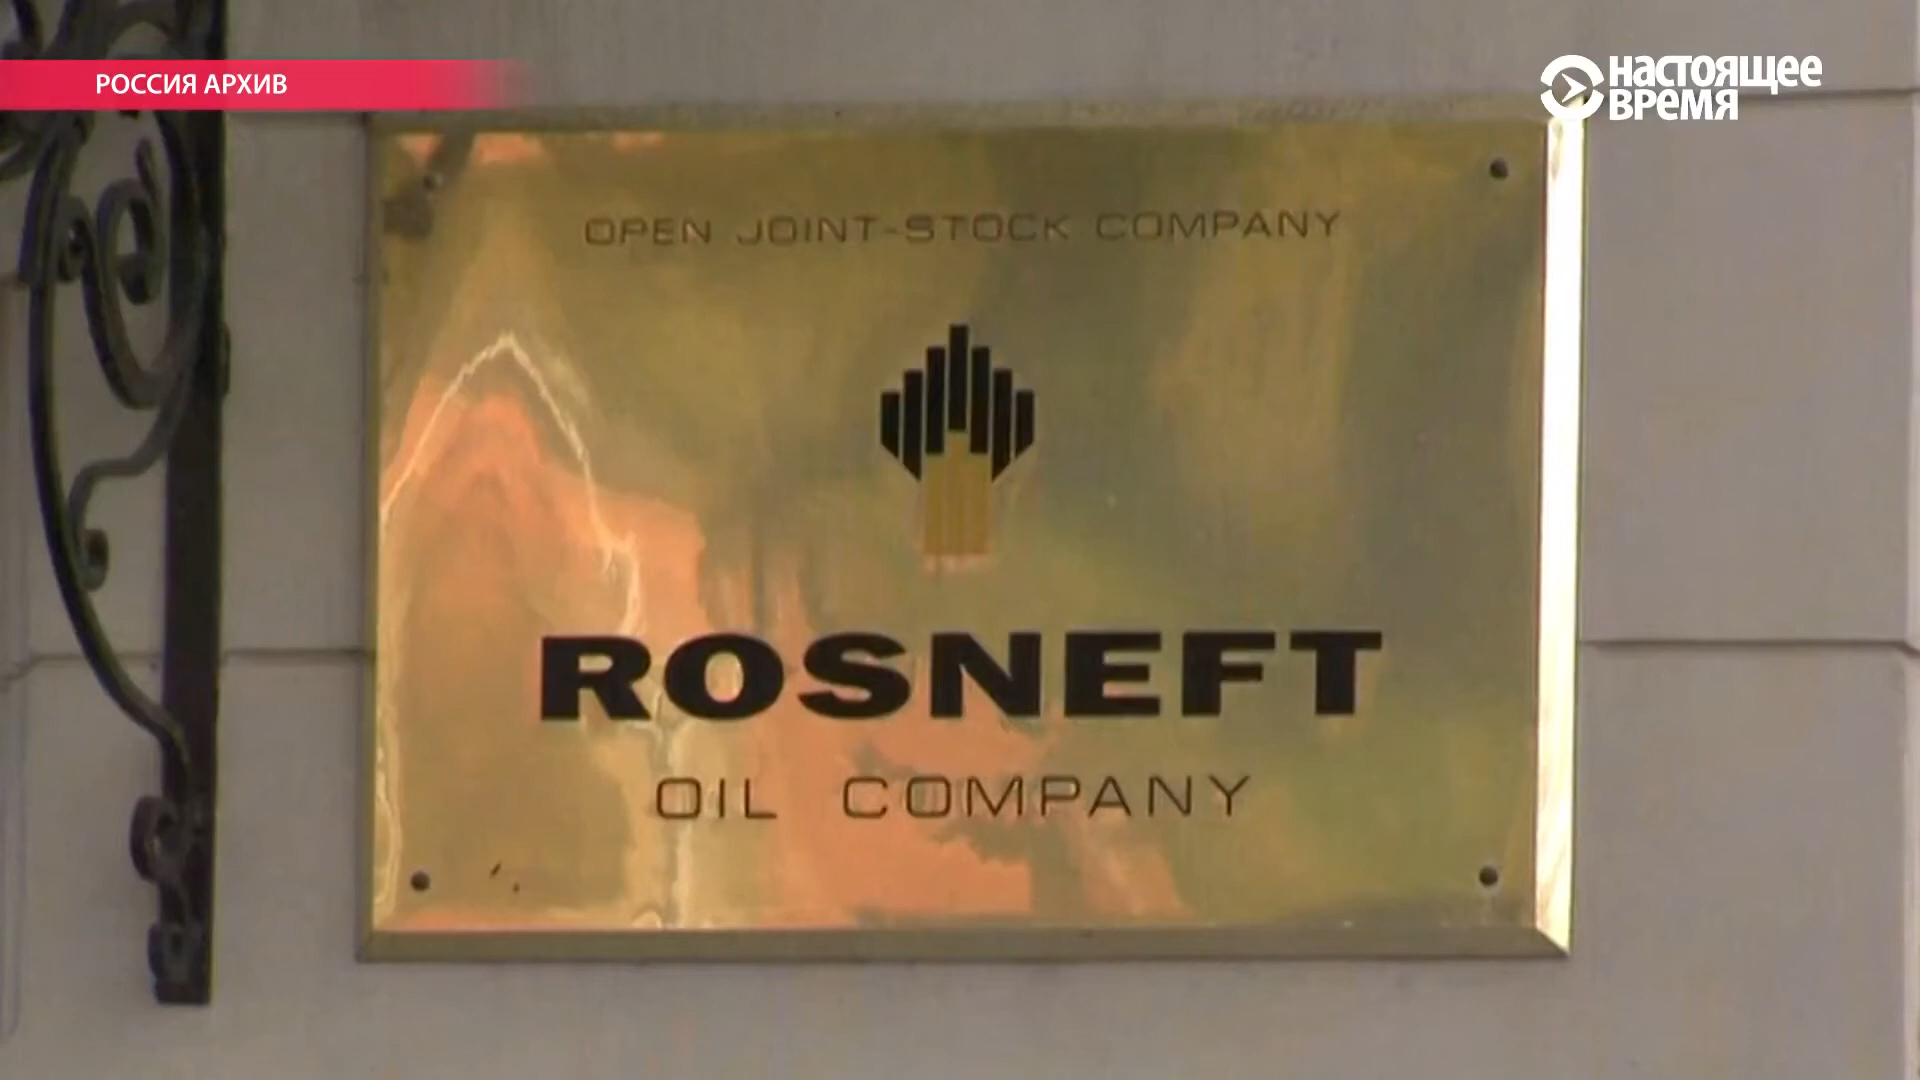 РОССИЯ АРХИВ
НАСТОЯЩЕЕ
ВРЕМЯ
OPEN JOINT-STOCK COMPANY
ROSNEFT
OIL COMPANY